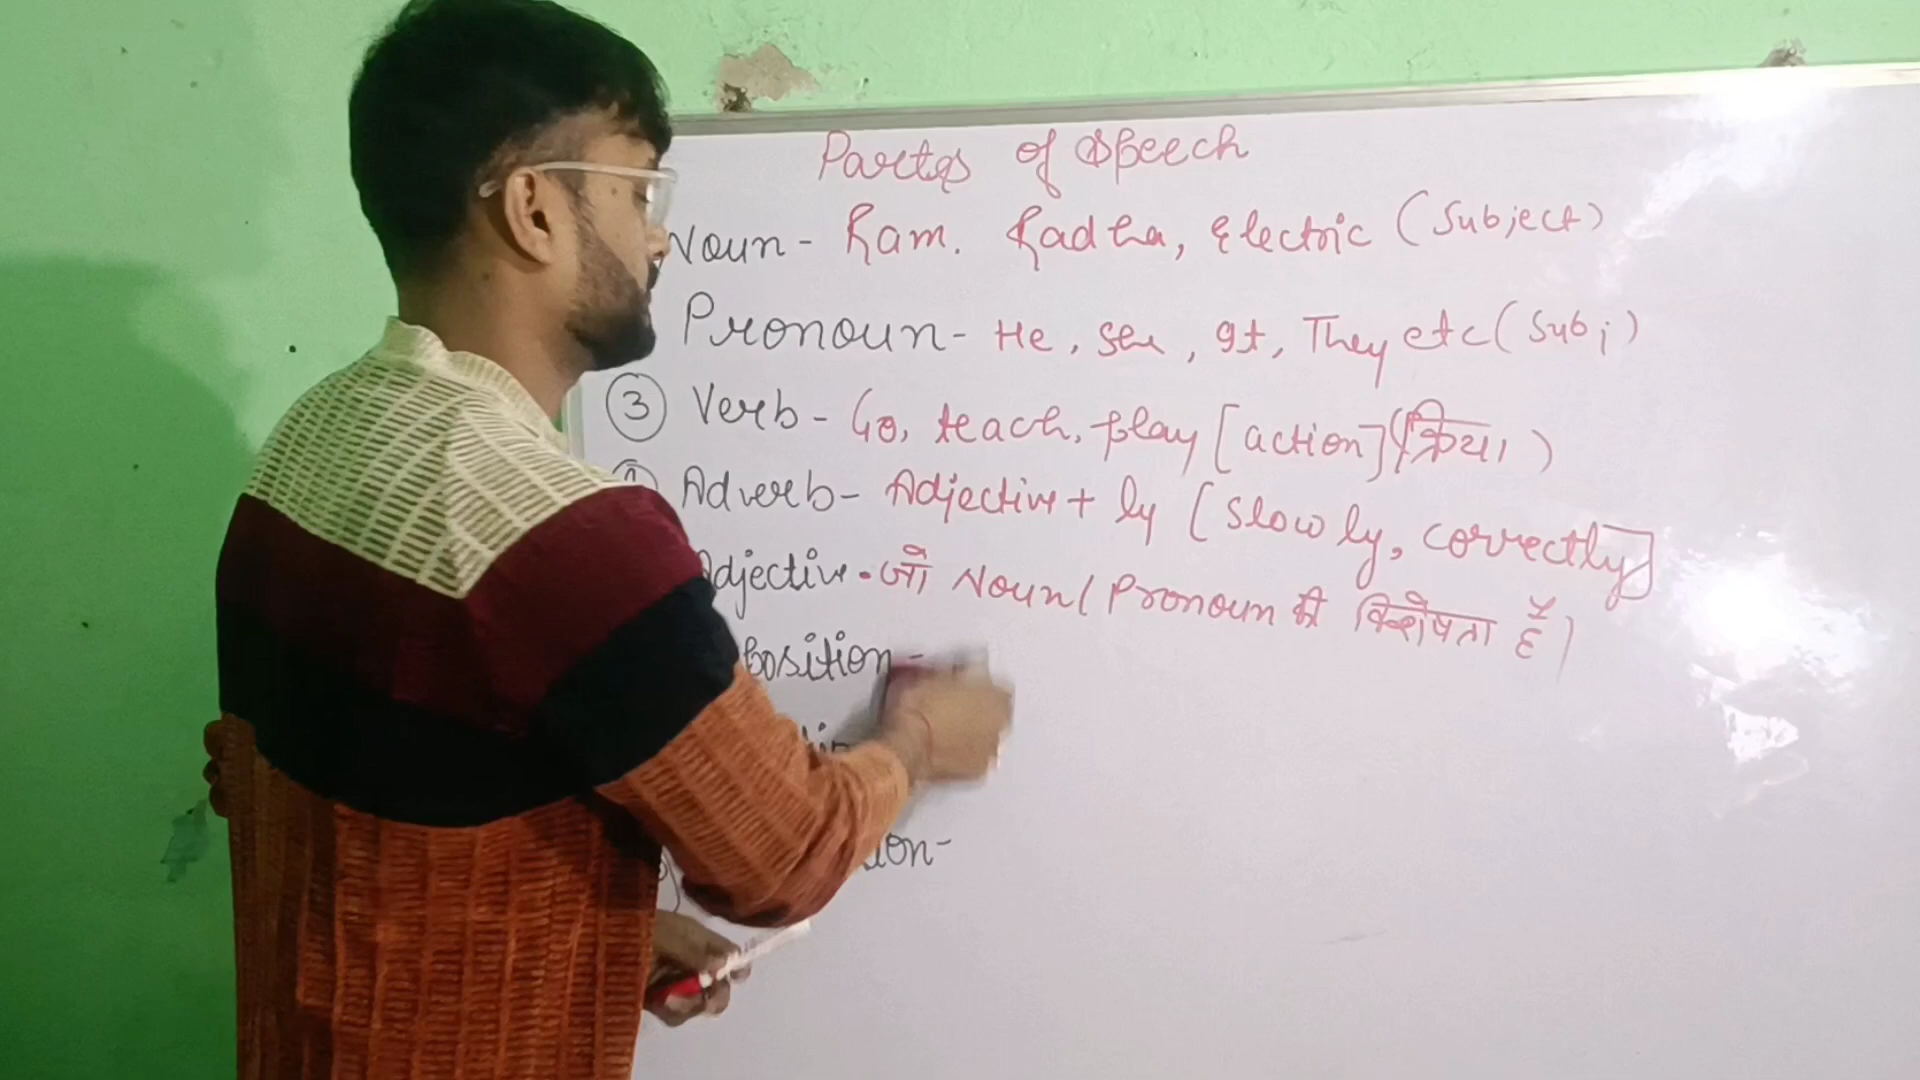 Parts of Speech
Noun - Ram. Radha, Electric (Subject)
Pronoun - He, She, It, They etc (Subj)
③ Verb - Go, teach, play [action] (क्रिया)
Adverb - Adjective + ly [Slowly, correctly]
Adjective - जो Noun/Pronoun की विशेषता है)
position -
tion-